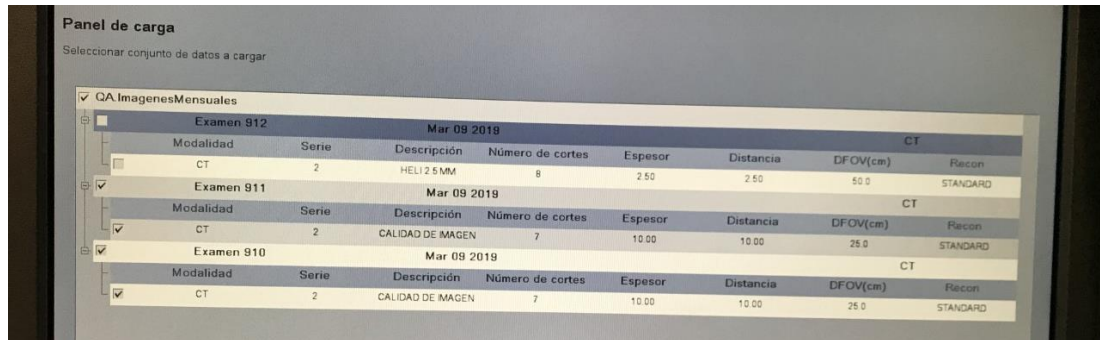 Panel de carga
Seleccionar conjunto de datos a cargar
QA.ImagenesMensuales
Examen 912 Mar 09 2019 CT
Modalidad Serie Descripción Número de cortes Espesor Distancia DFOV(cm) Recon
CT 2 HELI 2.5 MM 8 2.50 2.50 50.0 STANDARD
Examen 911 Mar 09 2019 CT
Modalidad Serie Descripción Número de cortes Espesor Distancia DFOV(cm) Recon
CT 2 CALIDAD DE IMAGEN 7 10.00 10.00 25.0 STANDARD
Examen 910 Mar 09 2019 CT
Modalidad Serie Descripción Número de cortes Espesor Distancia DFOV(cm) Recon
CT 2 CALIDAD DE IMAGEN 7 10.00 10.00 25.0 STANDARD